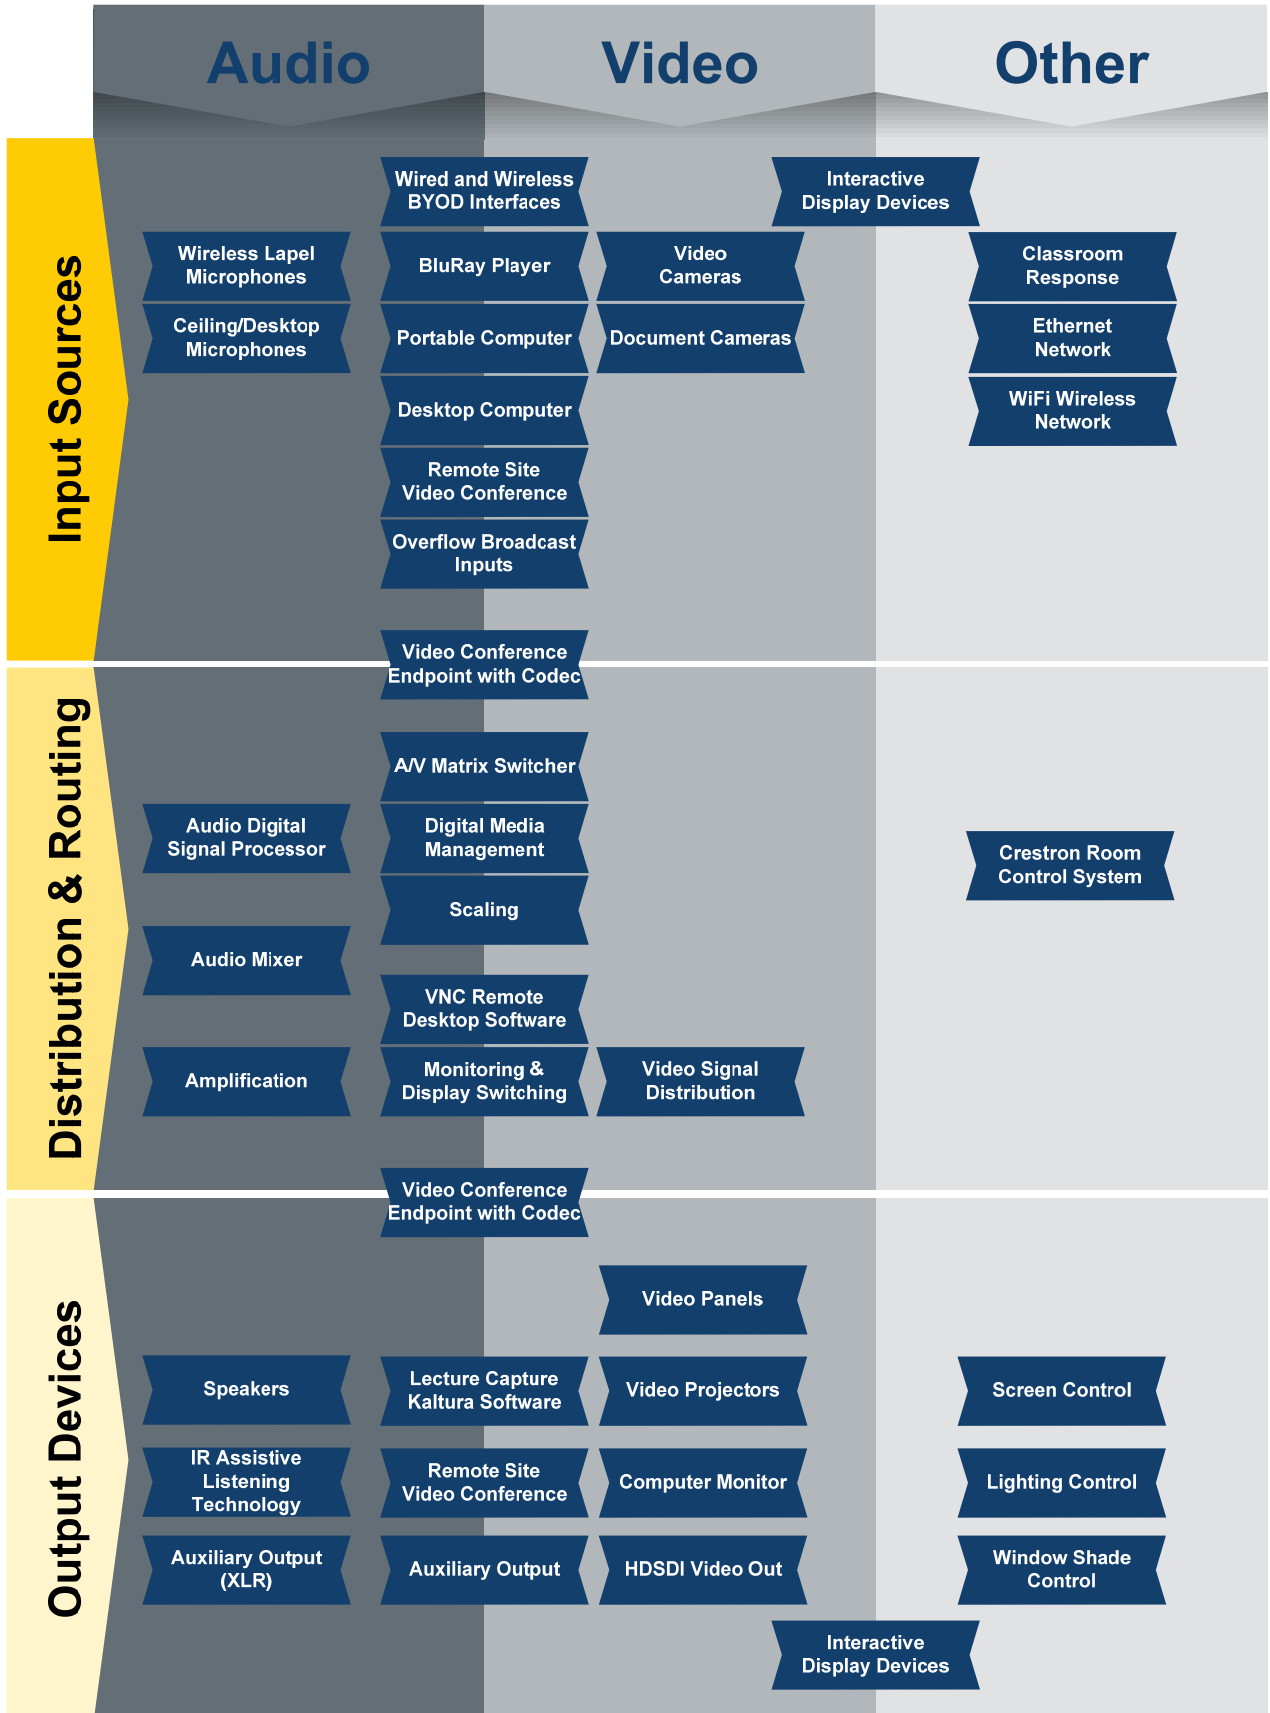 Audio
Video
Other
Input Sources
Wired and Wireless
BYOD Interfaces
Interactive
Display Devices
Wireless Lapel
Microphones
BluRay Player
Video
Cameras
Classroom
Response
Ceiling/Desktop
Microphones
Portable Computer
Document Cameras
Ethernet
Network
Desktop Computer
WiFi Wireless
Network
Remote Site
Video Conference
Overflow Broadcast
Inputs
Video Conference
Endpoint with Codec
Distribution & Routing
A/V Matrix Switcher
Audio Digital
Signal Processor
Digital Media
Management
Crestron Room
Control System
Scaling
Audio Mixer
VNC Remote
Desktop Software
Amplification
Monitoring &
Display Switching
Video Signal
Distribution
Video Conference
Endpoint with Codec
Output Devices
Video Panels
Speakers
Lecture Capture
Kaltura Software
Video Projectors
Screen Control
IR Assistive
Listening
Technology
Remote Site
Video Conference
Computer Monitor
Lighting Control
Auxiliary Output
(XLR)
Auxiliary Output
HDSDI Video Out
Window Shade
Control
Interactive
Display Devices